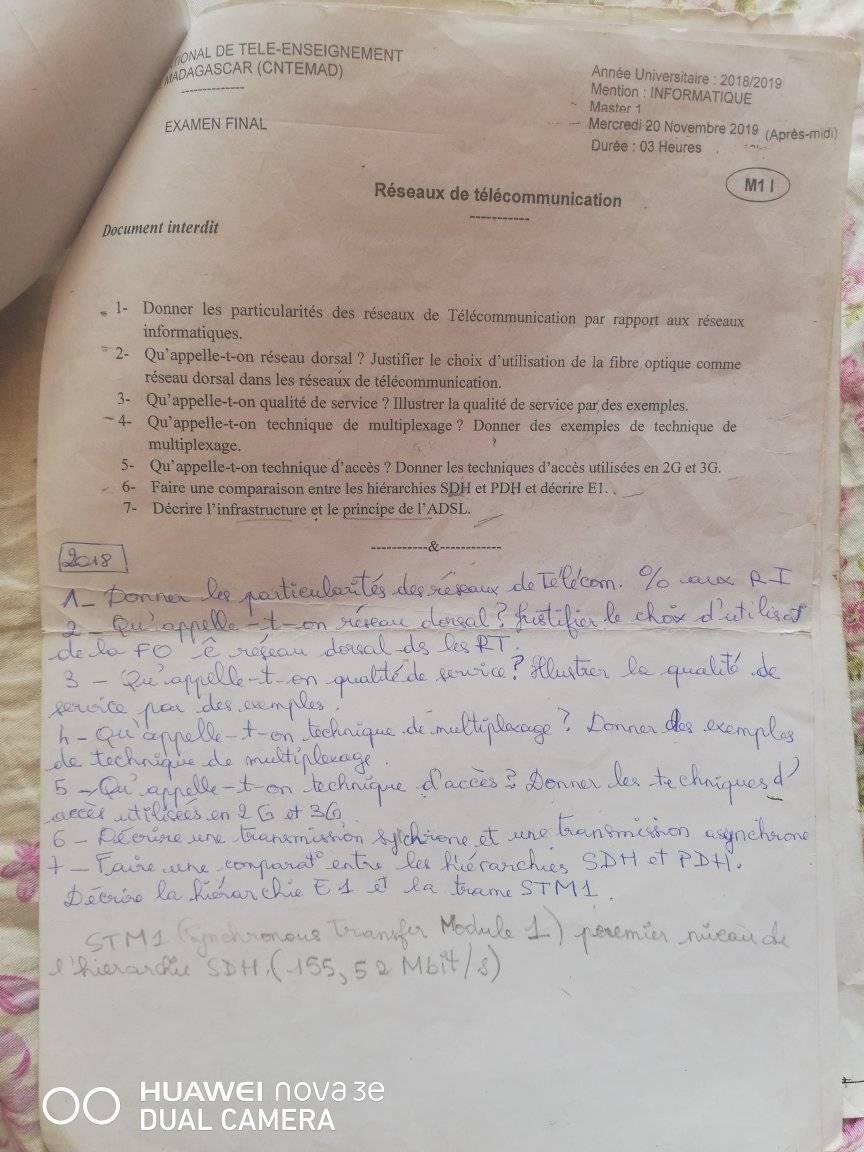 TIONAL DE TELE-ENSEIGNEMENT
MADAGASCAR (CNTEMAD)
--------------
EXAMEN FINAL
Année Universitaire : 2018/2019
Mention : INFORMATIQUE
Master 1
Mercredi 20 Novembre 2019 (Après-midi)
Durée : 03 Heures
M1 I
Réseaux de télécommunication
-----------
Document interdit
1- Donner les particularités des réseaux de Télécommunication par rapport aux réseaux
informatiques.
2- Qu'appelle-t-on réseau dorsal ? Justifier le choix d'utilisation de la fibre optique comme
réseau dorsal dans les réseaux de télécommunication.
3- Qu'appelle-t-on qualité de service ? Illustrer la qualité de service par des exemples.
4- Qu'appelle-t-on technique de multiplexage ? Donner des exemples de technique de
multiplexage.
5- Qu'appelle-t-on technique d'accès ? Donner les techniques d'accès utilisées en 2G et 3G.
6- Faire une comparaison entre les hiérarchies SDH et PDH et décrire E1.
7- Décrire l'infrastructure et le principe de l'ADSL.
-----------&-----------
2018
1- Donner les particularités des réseaux de Télécom. % aux RI
2- Qu'appelle-t-on réseau dorsal ? Justifier le choix d'utilisat°
de la FO ê réseau dorsal ds les RT.
3 - Qu'appelle-t-on qualité de service ? Illustrer la qualité de
service par des exemples.
4- Qu'appelle-t-on technique de multiplexage ? Donner des exemples
de technique de multiplexage.
5 - Qu'appelle-t-on technique d'accès ? Donner les techniques d'
accès utilisées en 2G et 3G
6 - Décrire une transmission sychrone et une transmission asynchrone
7 - Faire une comparat° entre les hiérarchies SDH et PDH.
Décrire la hiérarchie E1 et la trame STM1.
STM1 (Synchronous Transfer Module 1) peremier niveau de
l'hierarchie SDH. (155,52 Mbit/s)
HUAWEI nova 3e
DUAL CAMERA